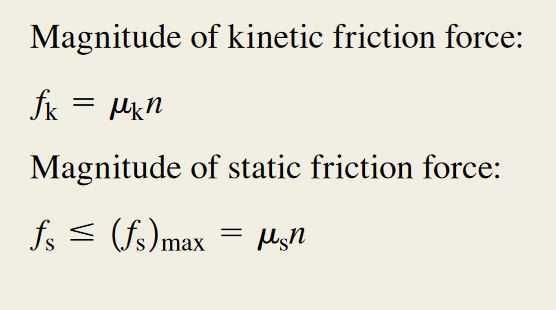 Magnitude of kinetic friction force:
fk = μkn
Magnitude of static friction force:
fs ≤ (fs)max = μsn